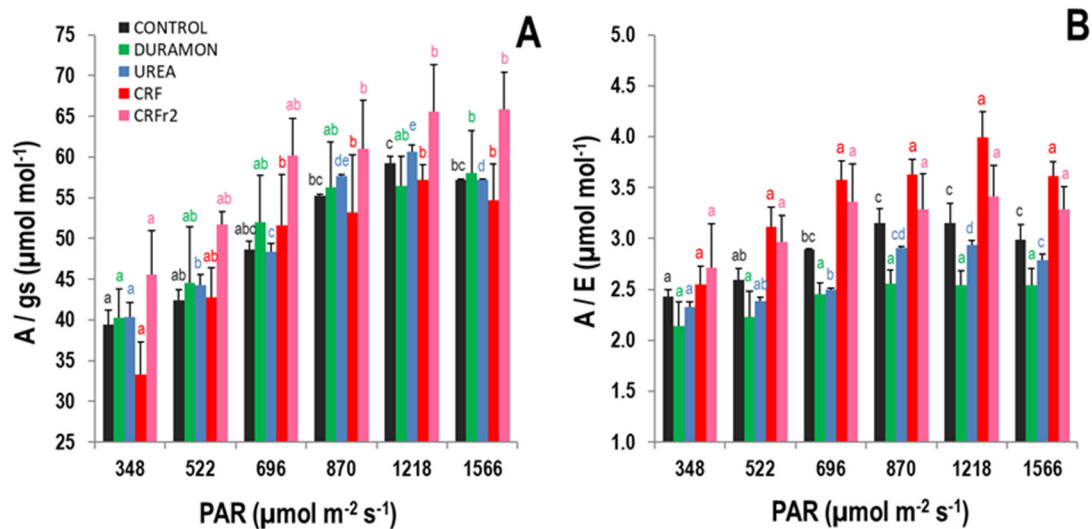 A
CONTROL
DURAMON
UREA
CRF
CRFr2
A / gs (µmol mol⁻¹)
75
70
65
60
55
50
45
40
35
30
25
a a a a a
ab ab b ab ab
abc ab c b ab
bc ab de b b
c ab e b b
bc b d b b
348 522 696 870 1218 1566
PAR (µmol m⁻² s⁻¹)
B
A / E (µmol mol⁻¹)
5.0
4.5
4.0
3.5
3.0
2.5
2.0
1.5
1.0
a a a a a
ab a ab a a
bc a b a a
c a cd a a
c a d a a
c a c a a
348 522 696 870 1218 1566
PAR (µmol m⁻² s⁻¹)